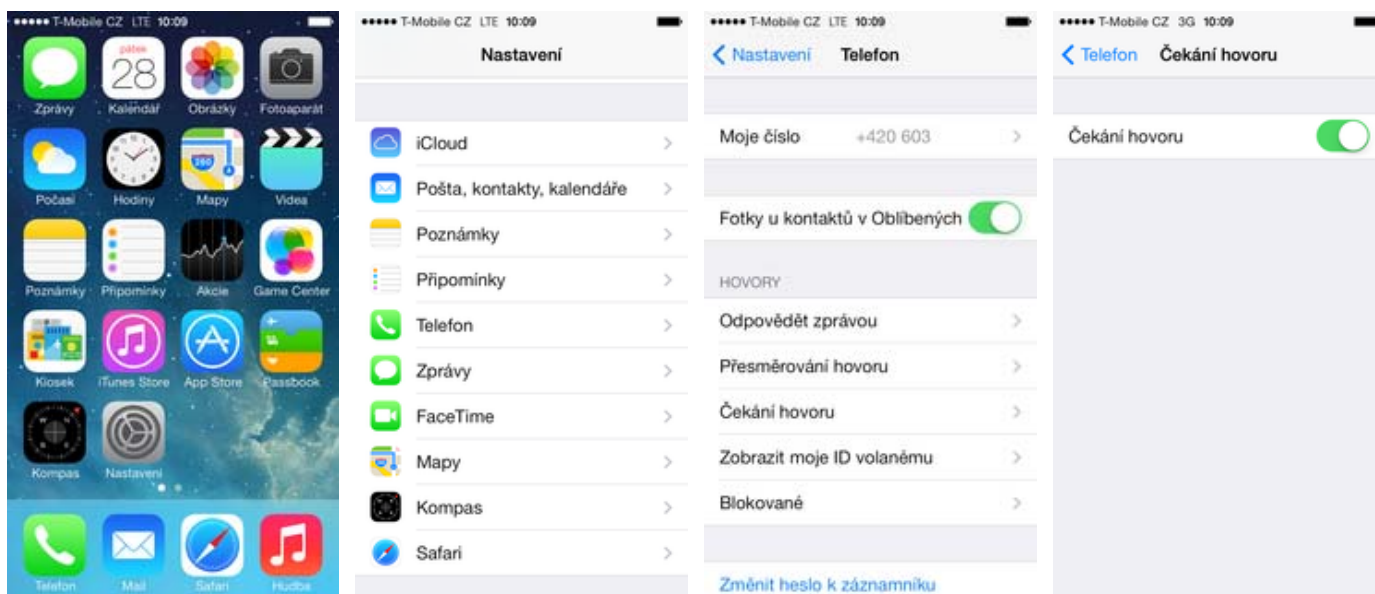 T-Mobile CZ LTE 10:09
pátek
28
Zprávy Kalendář Obrázky Fotoaparát
280
Počasí Hodiny Mapy Videa
Poznámky Připomínky Akcie Game Center
Kiosek iTunes Store App Store Passbook
Kompas Nastavení
Telefon Mail Safari Hudba
T-Mobile CZ LTE 10:09
Nastavení
iCloud
Pošta, kontakty, kalendáře
Poznámky
Připomínky
Telefon
Zprávy
FaceTime
Mapy
Kompas
Safari
T-Mobile CZ LTE 10:09
Nastavení Telefon
Moje číslo +420 603
Fotky u kontaktů v Oblíbených
HOVORY
Odpovědět zprávou
Přesměrování hovoru
Čekání hovoru
Zobrazit moje ID volanému
Blokované
Změnit heslo k záznamníku
T-Mobile CZ 3G 10:09
Telefon Čekání hovoru
Čekání hovoru